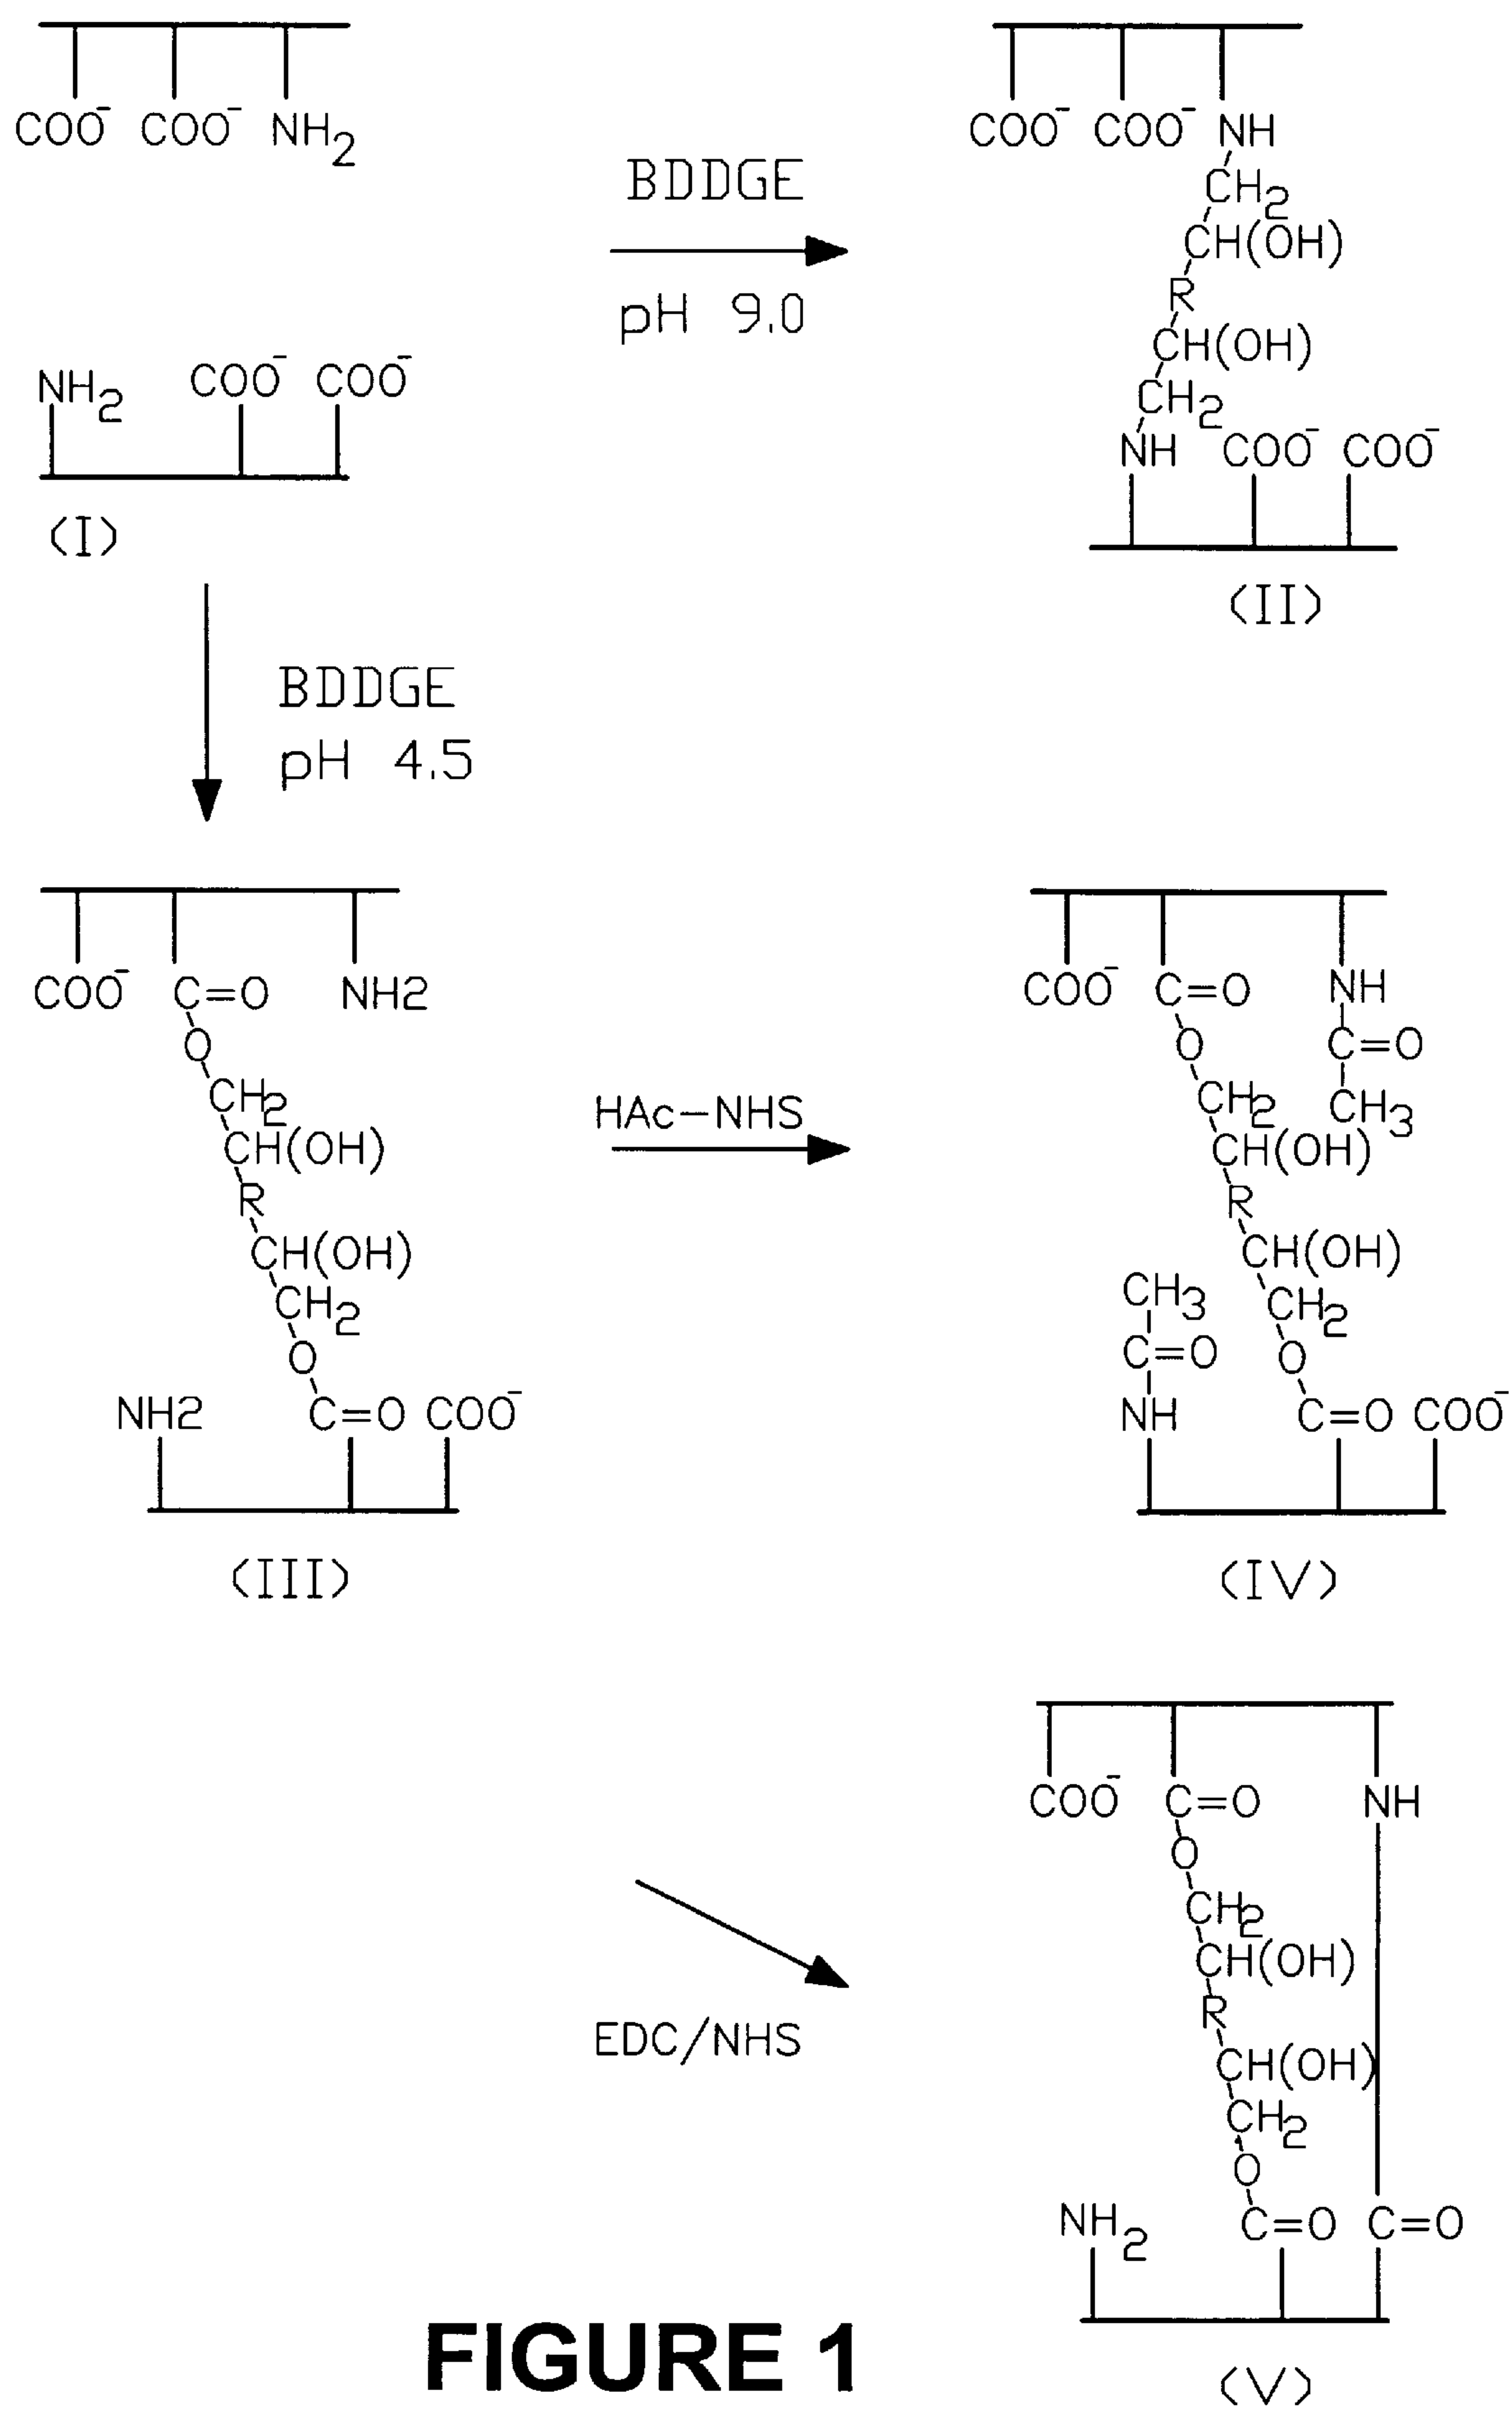 COO⁻ COO⁻ NH₂
NH₂ COO⁻ COO⁻
(I)
BDDGE
pH 9.0
COO⁻ COO⁻ NH
CH₂
CH(OH)
R
CH(OH)
CH₂
NH COO⁻ COO⁻
(II)
BDDGE
pH 4.5
COO⁻ C=O NH2
O
CH₂
CH(OH)
R
CH(OH)
CH₂
O
NH2 C=O COO⁻
(III)
HAc-NHS
COO⁻ C=O NH
O C=O
CH₂ CH₃
CH(OH)
R
CH(OH)
CH₃ CH₂
C=O O
NH C=O COO⁻
(IV)
EDC/NHS
COO⁻ C=O NH
O
CH₂
CH(OH)
R
CH(OH)
CH₂
O
NH₂ C=O C=O
(V)
FIGURE 1